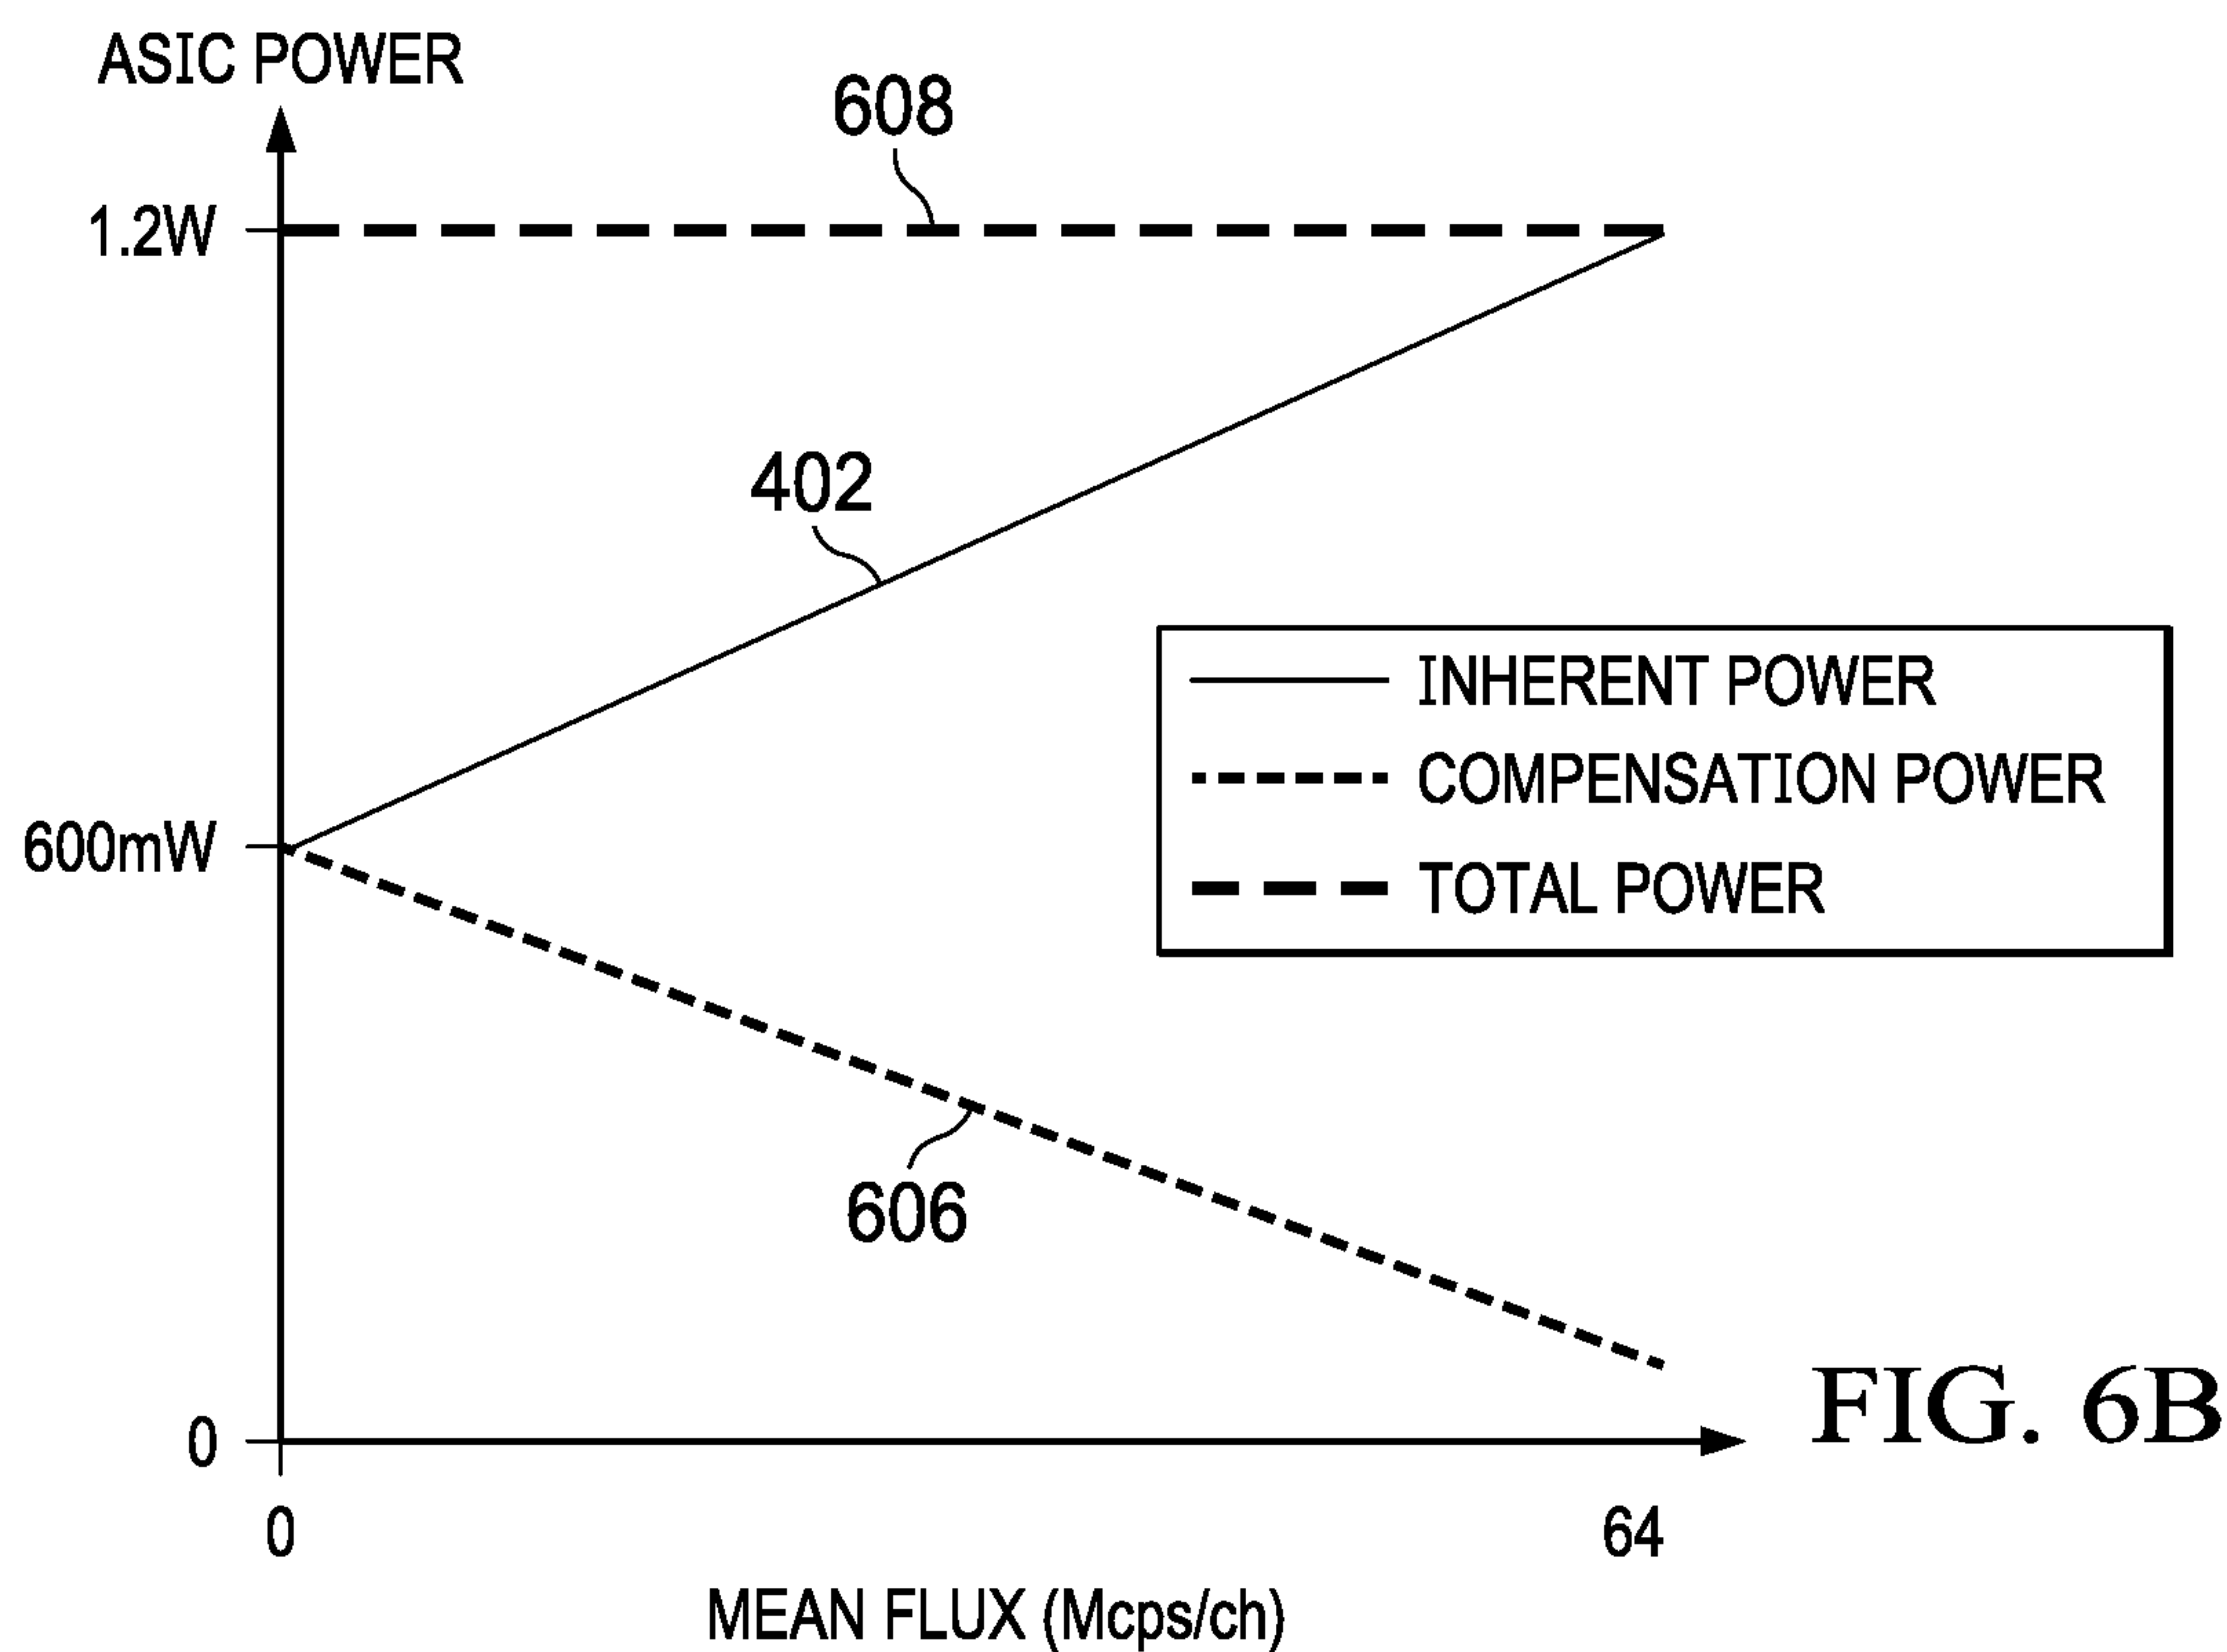 ASIC POWER
608
1.2W
402
INHERENT POWER
COMPENSATION POWER
600mW
TOTAL POWER
606
FIG. 6B
0
0
64
MEAN FLUX (Mcps/ch)